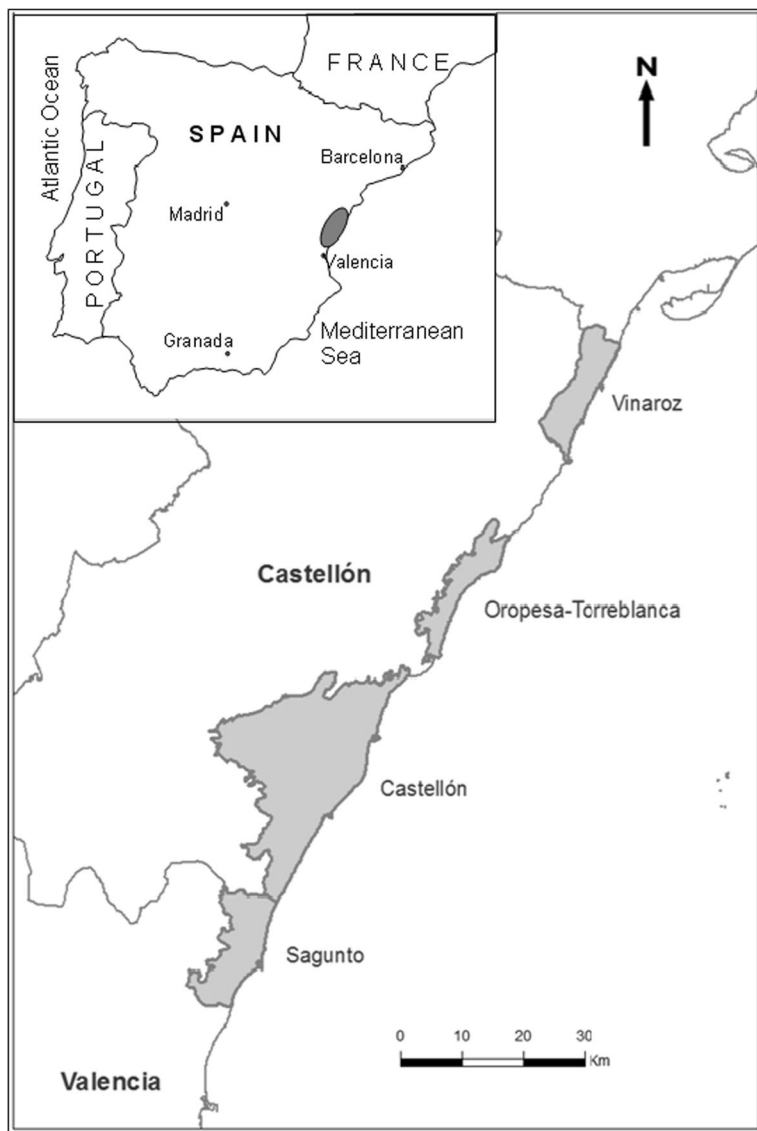 FRANCE
N
Atlantic Ocean
SPAIN
Barcelona
PORTUGAL
Madrid
Valencia
Granada
Mediterranean
Sea
Vinaroz
Castellón
Oropesa-Torreblanca
Castellón
Sagunto
0 10 20 30
Km
Valencia